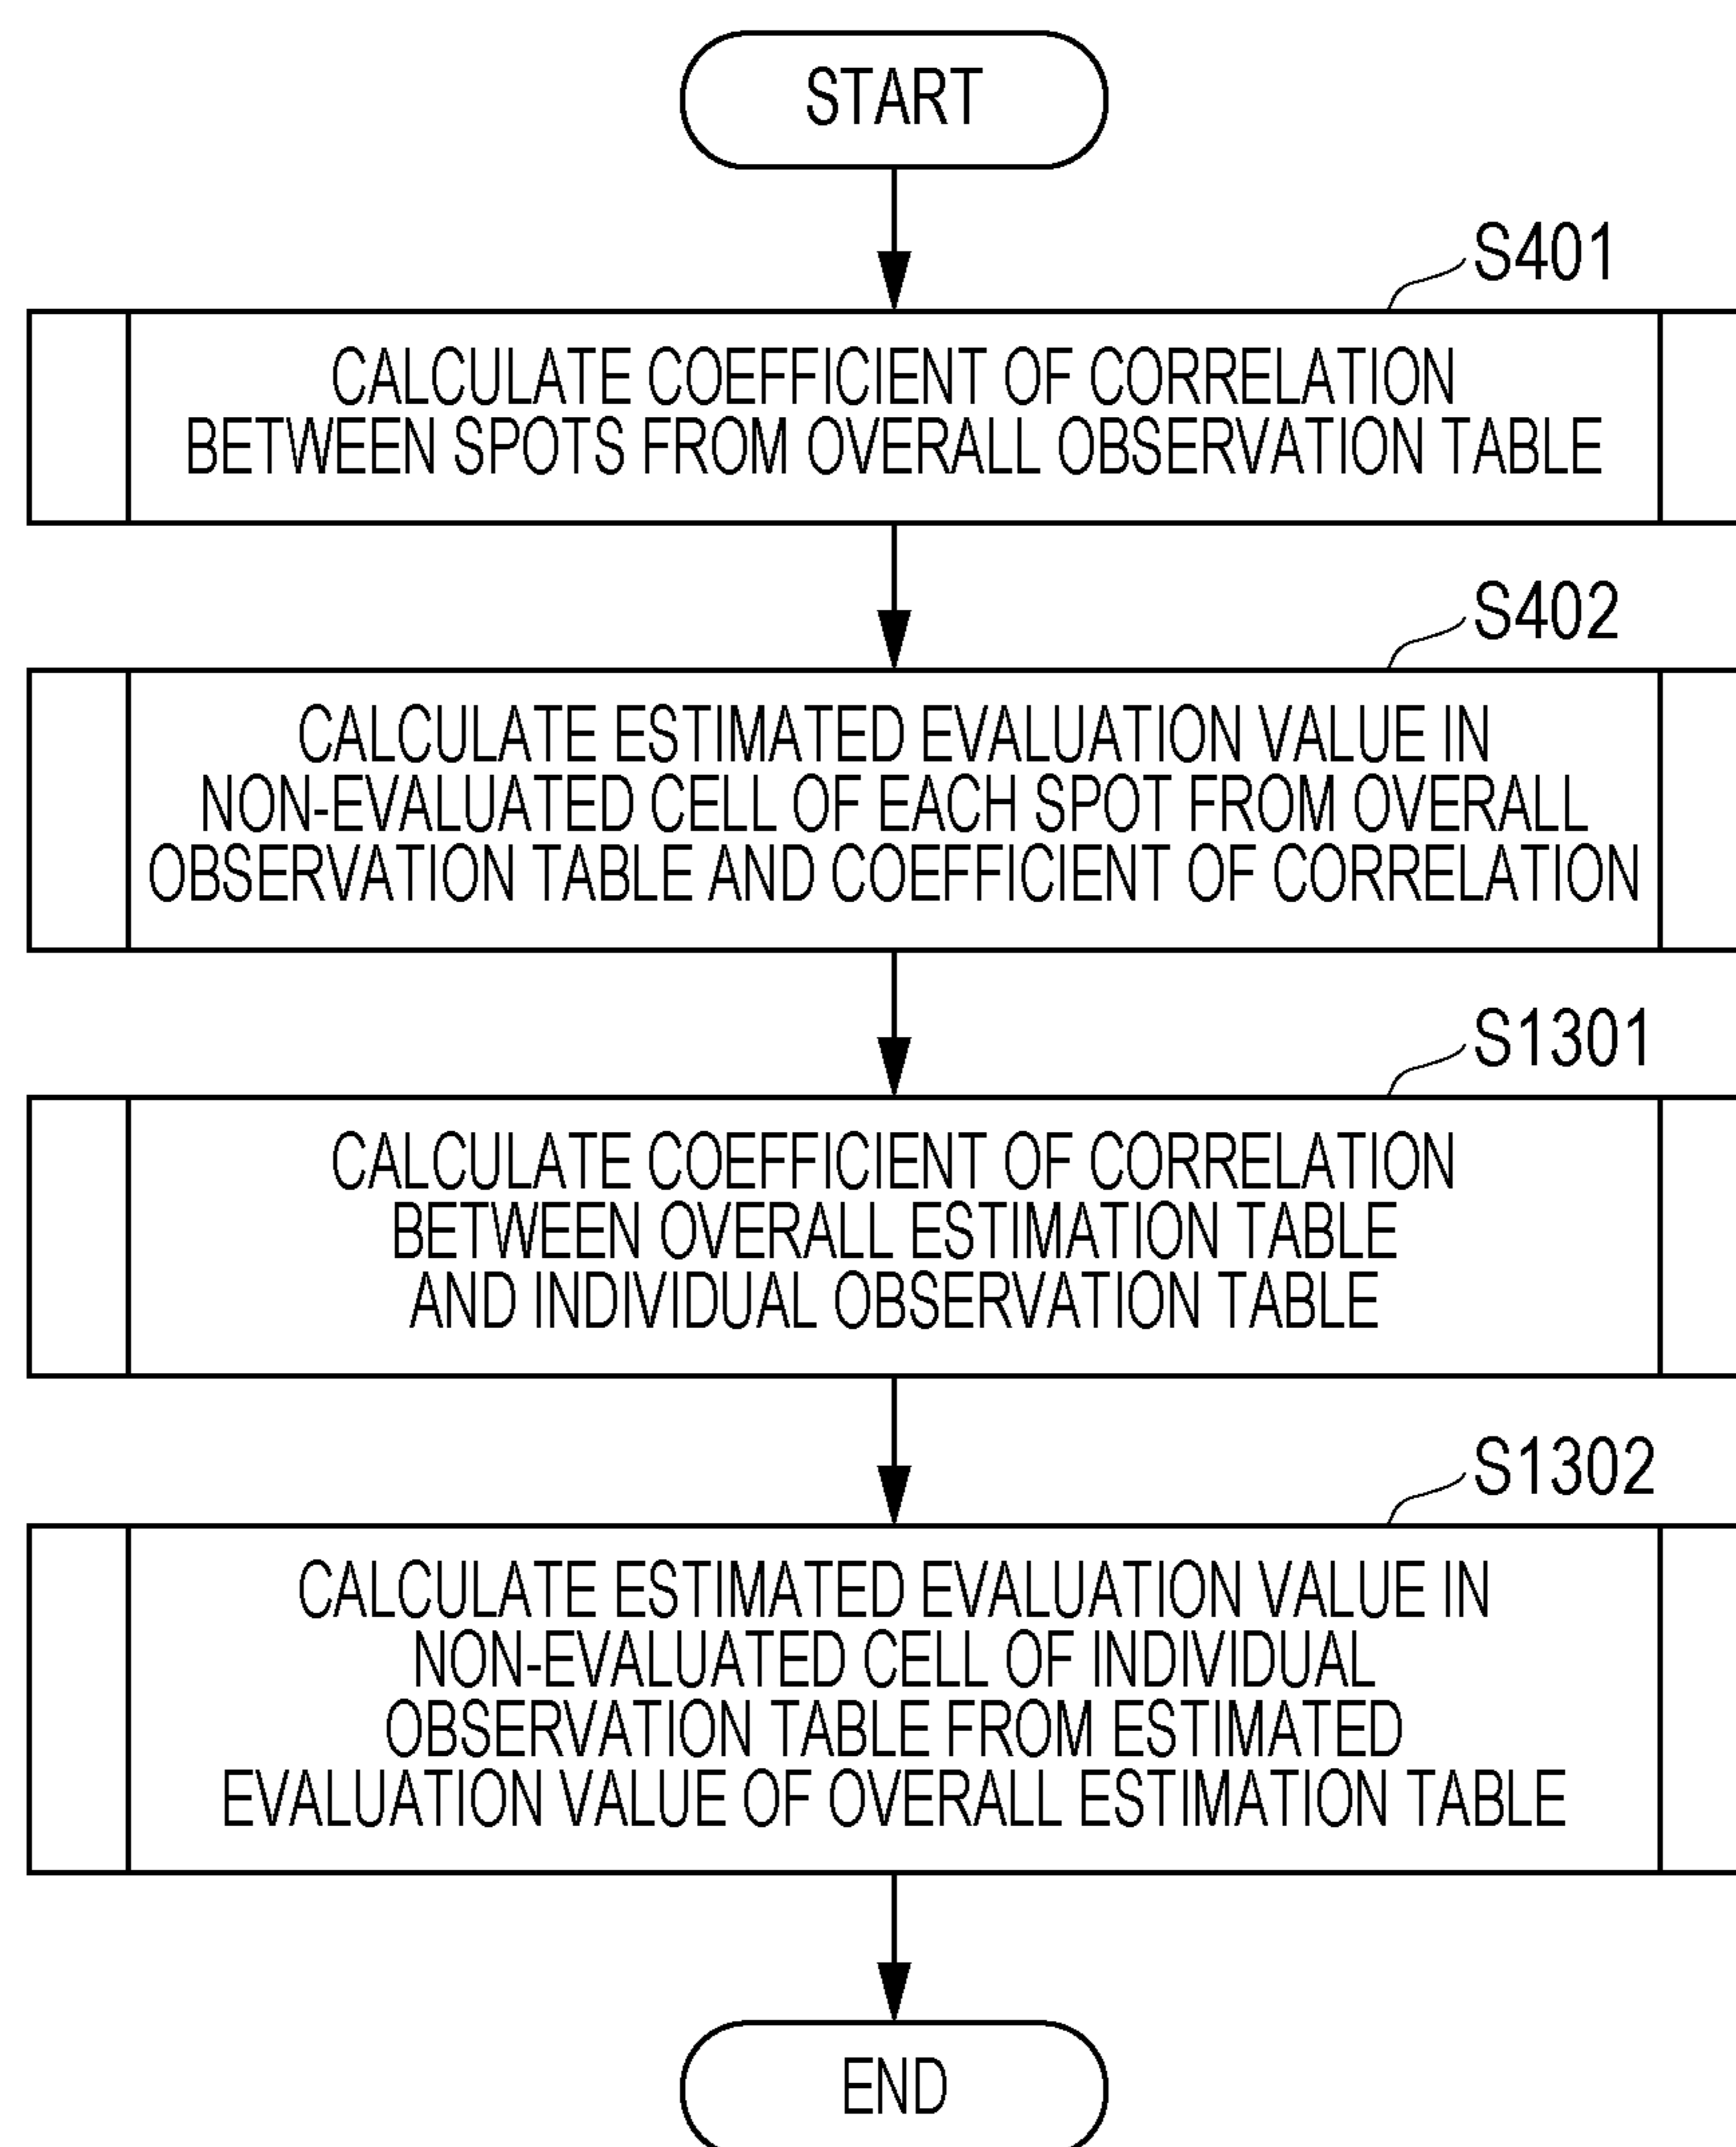 START
S401
CALCULATE COEFFICIENT OF CORRELATION
BETWEEN SPOTS FROM OVERALL OBSERVATION TABLE
S402
CALCULATE ESTIMATED EVALUATION VALUE IN
NON-EVALUATED CELL OF EACH SPOT FROM OVERALL
OBSERVATION TABLE AND COEFFICIENT OF CORRELATION
S1301
CALCULATE COEFFICIENT OF CORRELATION
BETWEEN OVERALL ESTIMATION TABLE
AND INDIVIDUAL OBSERVATION TABLE
S1302
CALCULATE ESTIMATED EVALUATION VALUE IN
NON-EVALUATED CELL OF INDIVIDUAL
OBSERVATION TABLE FROM ESTIMATED
EVALUATION VALUE OF OVERALL ESTIMATION TABLE
END